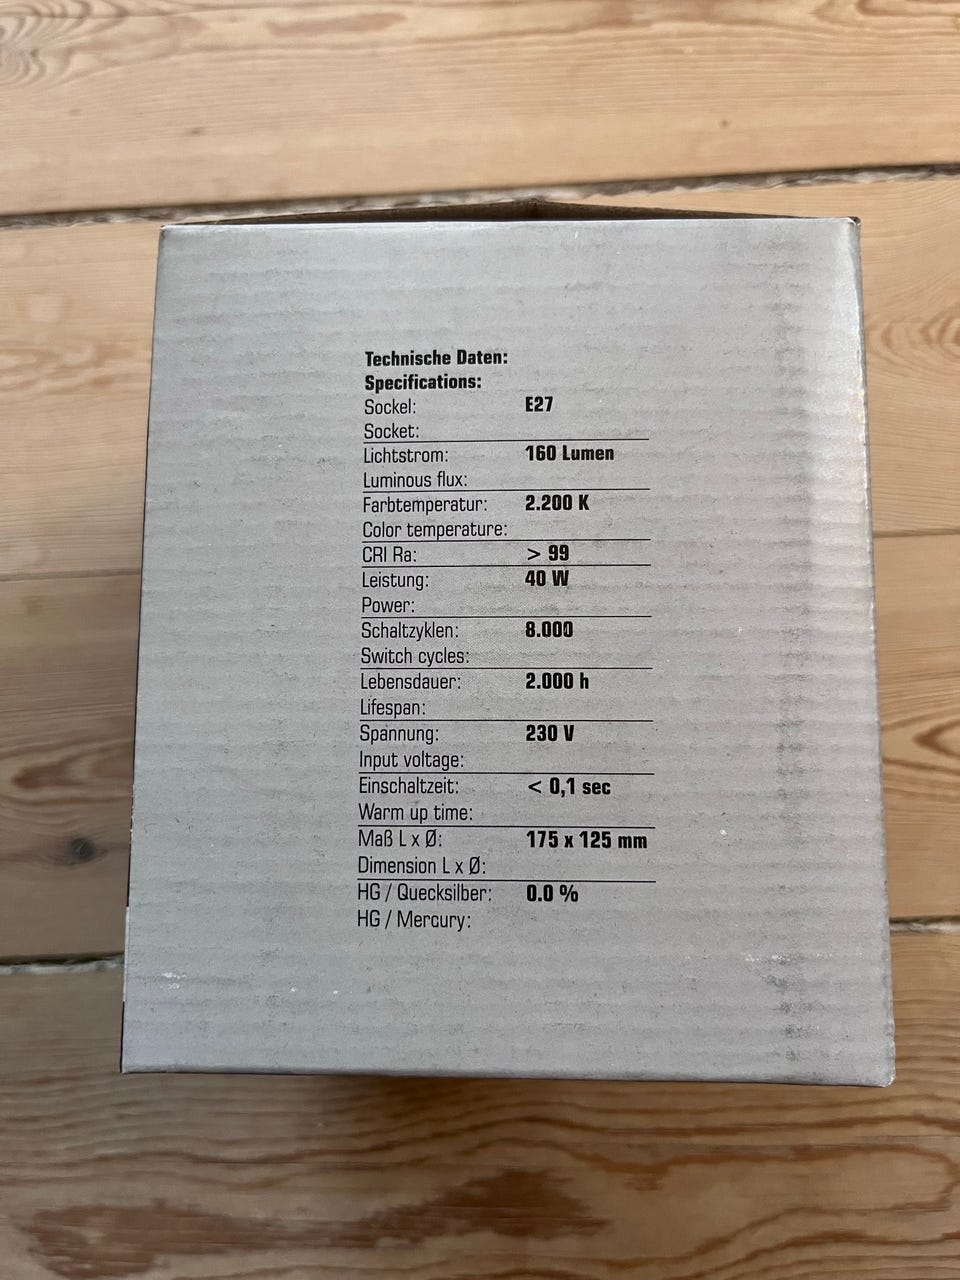 Technische Daten:
Specifications:
Sockel: E27
Socket:
Lichtstrom: 160 Lumen
Luminous flux:
Farbtemperatur: 2.200 K
Color temperature:
CRI Ra: > 99
Leistung: 40 W
Power:
Schaltzyklen: 8.000
Switch cycles:
Lebensdauer: 2.000 h
Lifespan:
Spannung: 230 V
Input voltage:
Einschaltzeit: < 0,1 sec
Warm up time:
Maß L x Ø: 175 x 125 mm
Dimension L x Ø:
HG / Quecksilber: 0.0 %
HG / Mercury: